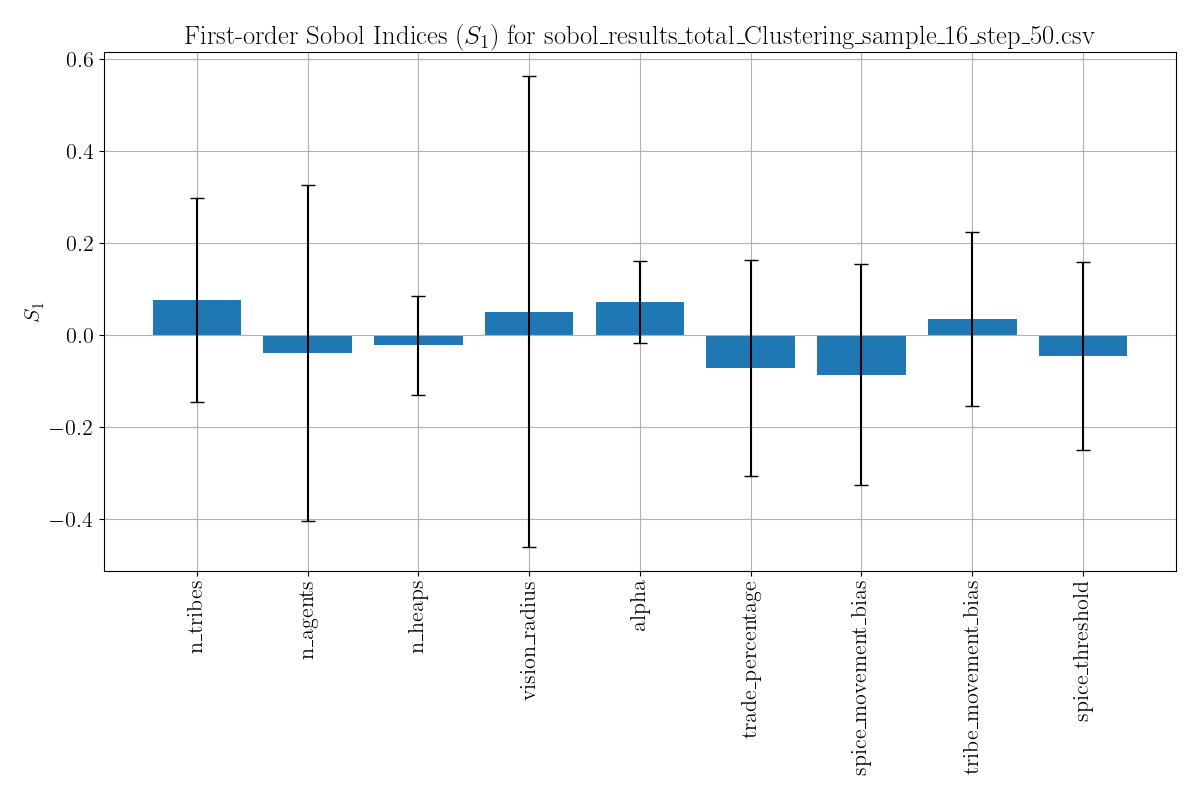 First-order Sobol Indices (S₁) for sobol_results_total_Clustering_sample_16_step_50.csv
0.6
0.4
0.2
0.0
−0.2
−0.4
S₁
n_tribes
n_agents
n_heaps
vision_radius
alpha
trade_percentage
spice_movement_bias
tribe_movement_bias
spice_threshold